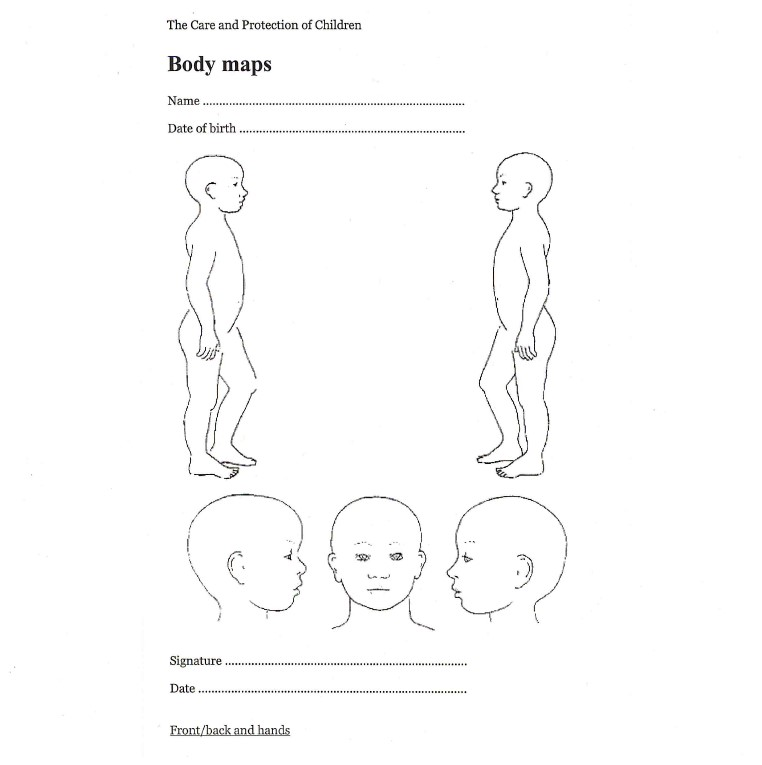 The Care and Protection of Children
Body maps
Name ................................................................................
Date of birth .....................................................................
Signature ..........................................................................
Date ..................................................................................
Front/back and hands